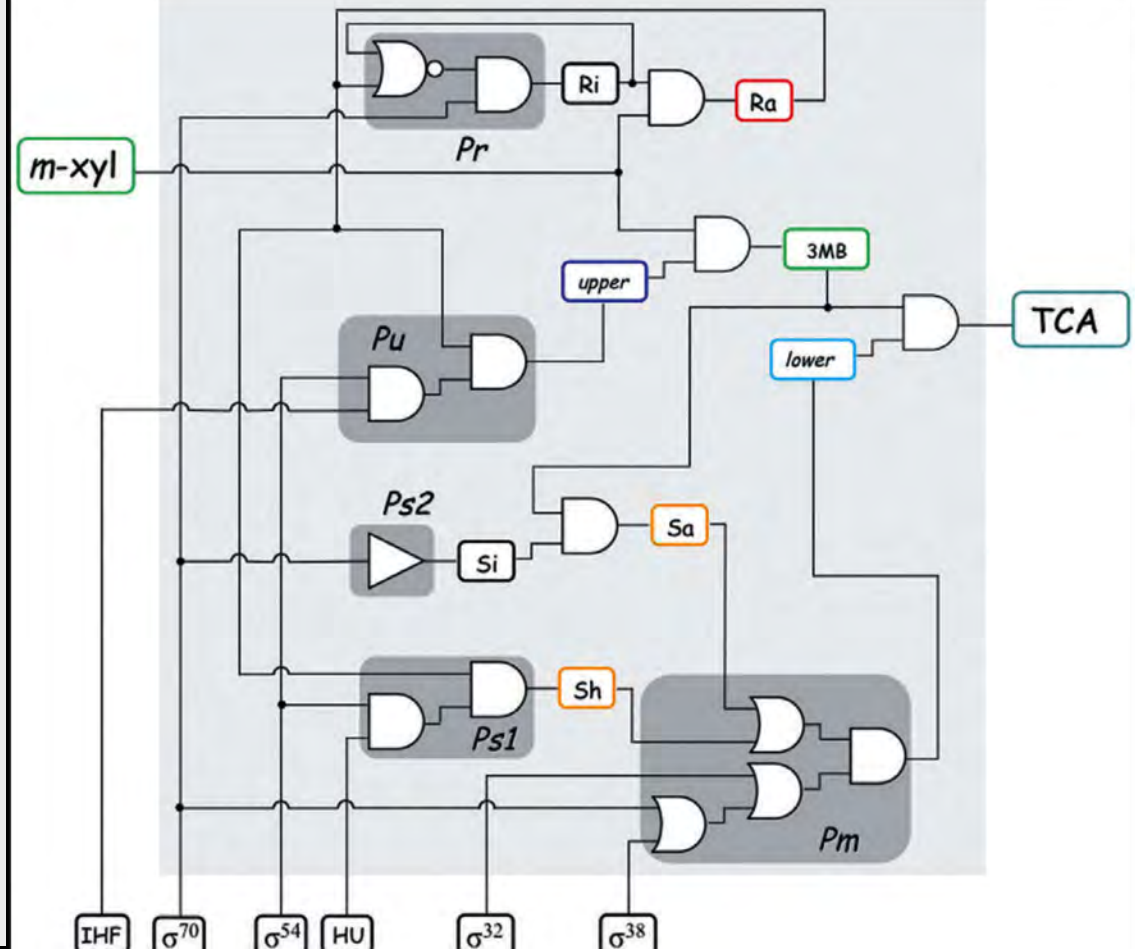 Ri
Ra
Pr
m-xyl
3MB
upper
TCA
Pu
lower
Ps2
Sa
Si
Sh
Ps1
Pm
IHF
σ⁷⁰
σ⁵⁴
HU
σ³²
σ³⁸